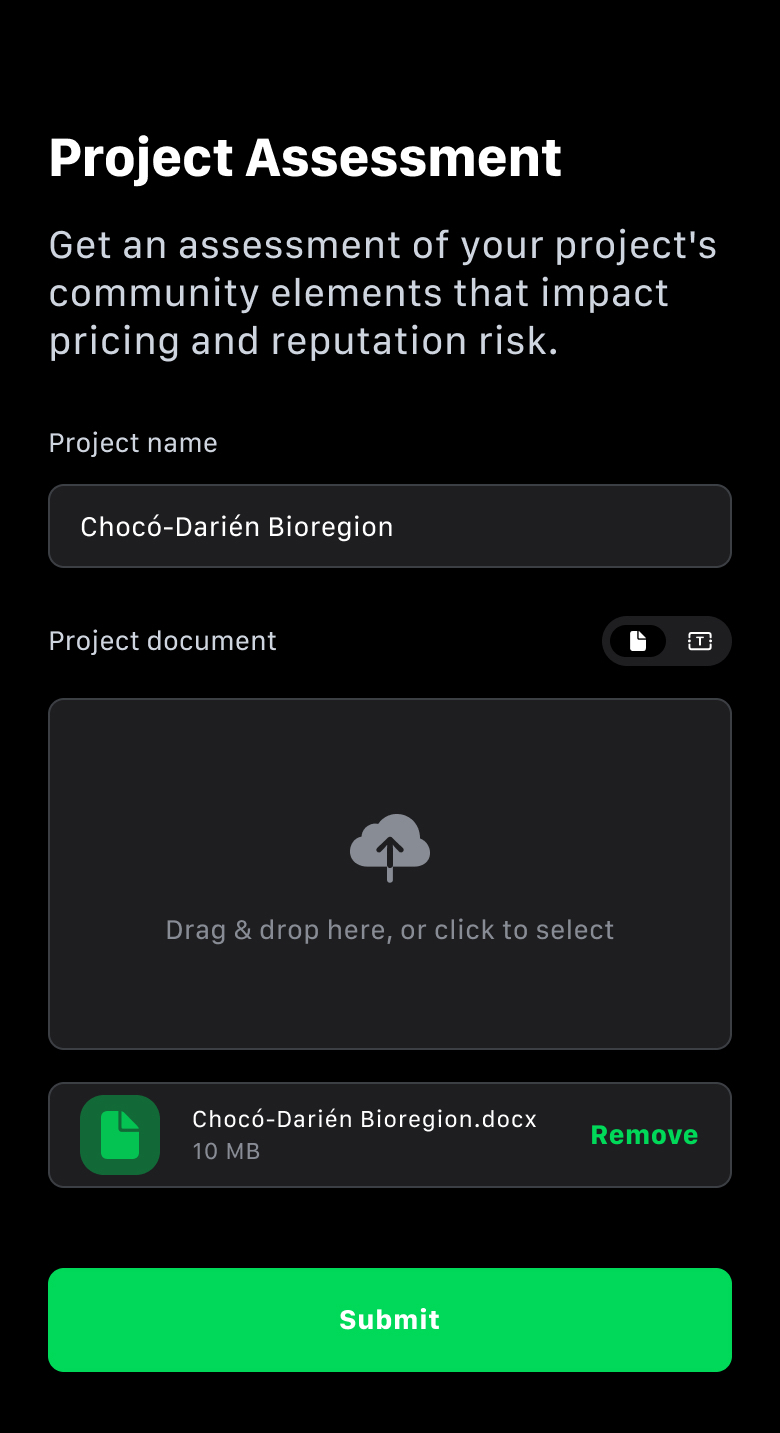 Project Assessment
Get an assessment of your project's
community elements that impact
pricing and reputation risk.
Project name
Chocó-Darién Bioregion
Project document
T
Drag & drop here, or click to select
Chocó-Darién Bioregion.docx
10 MB
Remove
Submit